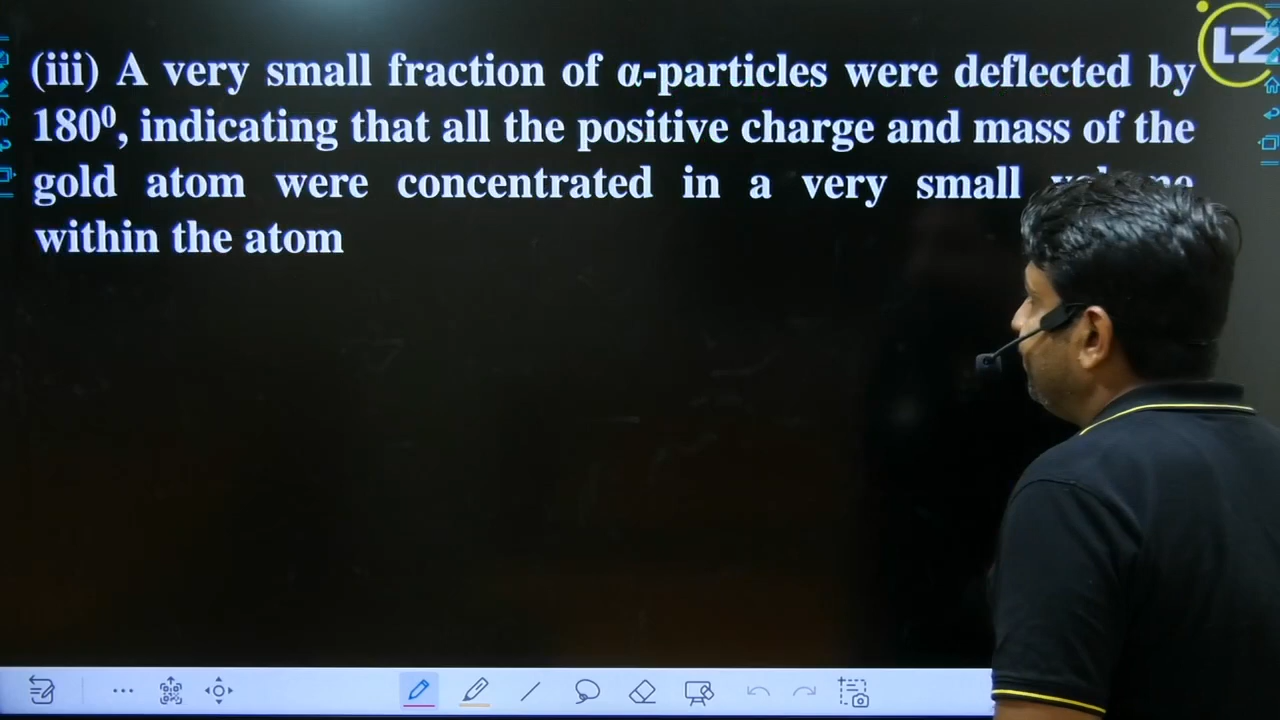 (iii) A very small fraction of α-particles were deflected by
180⁰, indicating that all the positive charge and mass of the
gold atom were concentrated in a very small
within the atom
LZ